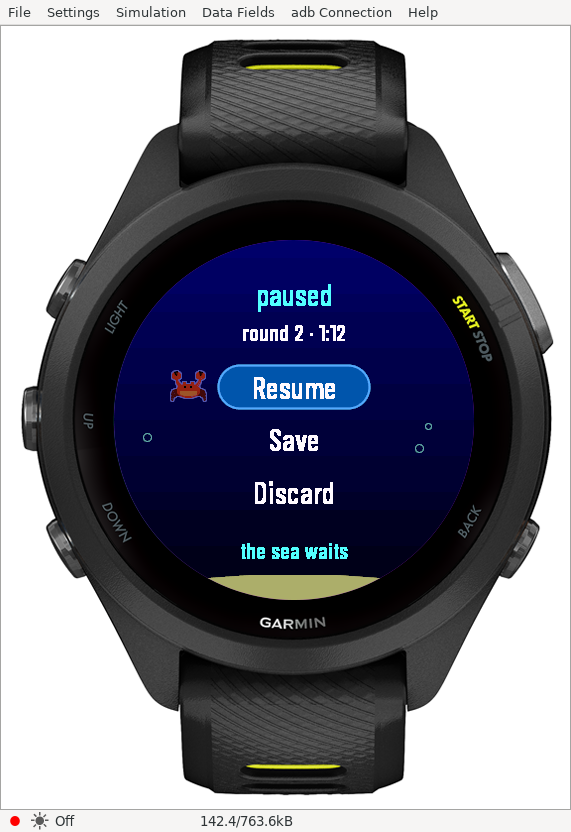 File Settings Simulation Data Fields adb Connection Help
LIGHT
START STOP
paused
round 2 · 1:12
Resume
UP
Save
Discard
DOWN
BACK
the sea waits
GARMIN
Off 142.4/763.6kB